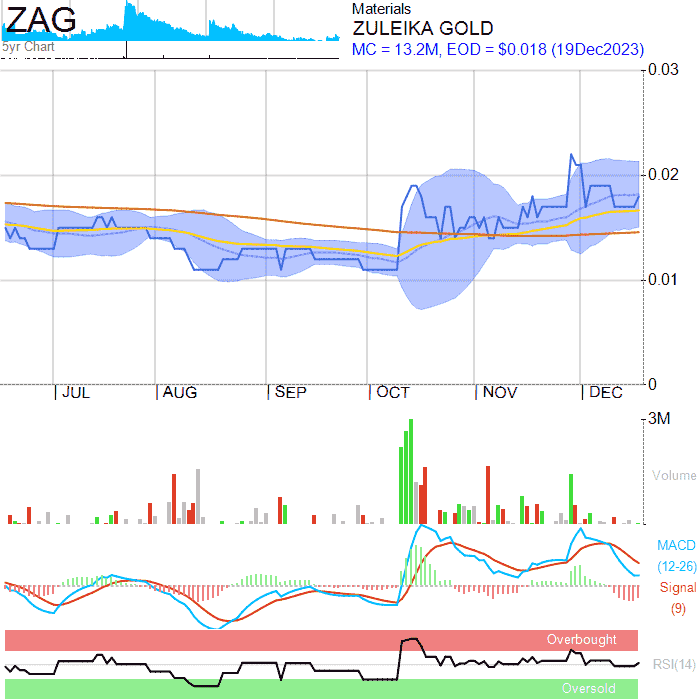 ZAG
5yr Chart
Materials
ZULEIKA GOLD
MC = 13.2M, EOD = $0.018 (19Dec2023)
0.03
0.02
0.01
0
JUL AUG SEP OCT NOV DEC
3M
Volume
MACD
(12-26)
Signal
(9)
Overbought
RSI(14)
Oversold